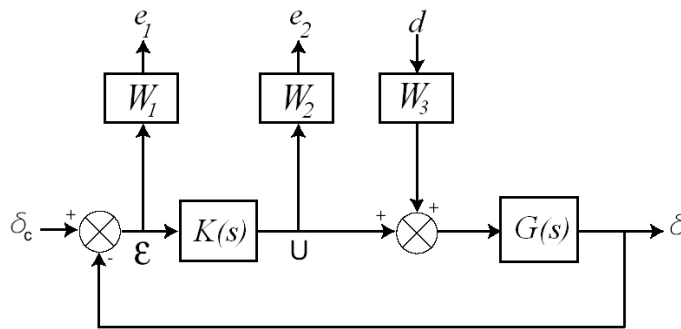 e₁ e₂ d
W₁ W₂ W₃
δc + - ε K(s) U + + G(s) δ